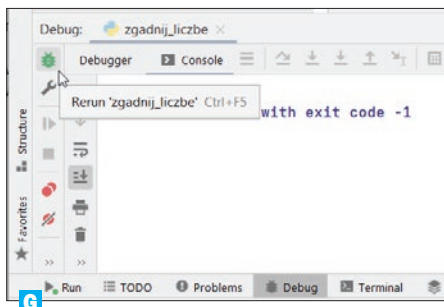 Debug: zgadnij_liczbe ×
Debugger Console
Rerun 'zgadnij_liczbe' Ctrl+F5
with exit code -1
Structure
Favorites
>> >>
G
Run TODO Problems Debug Terminal